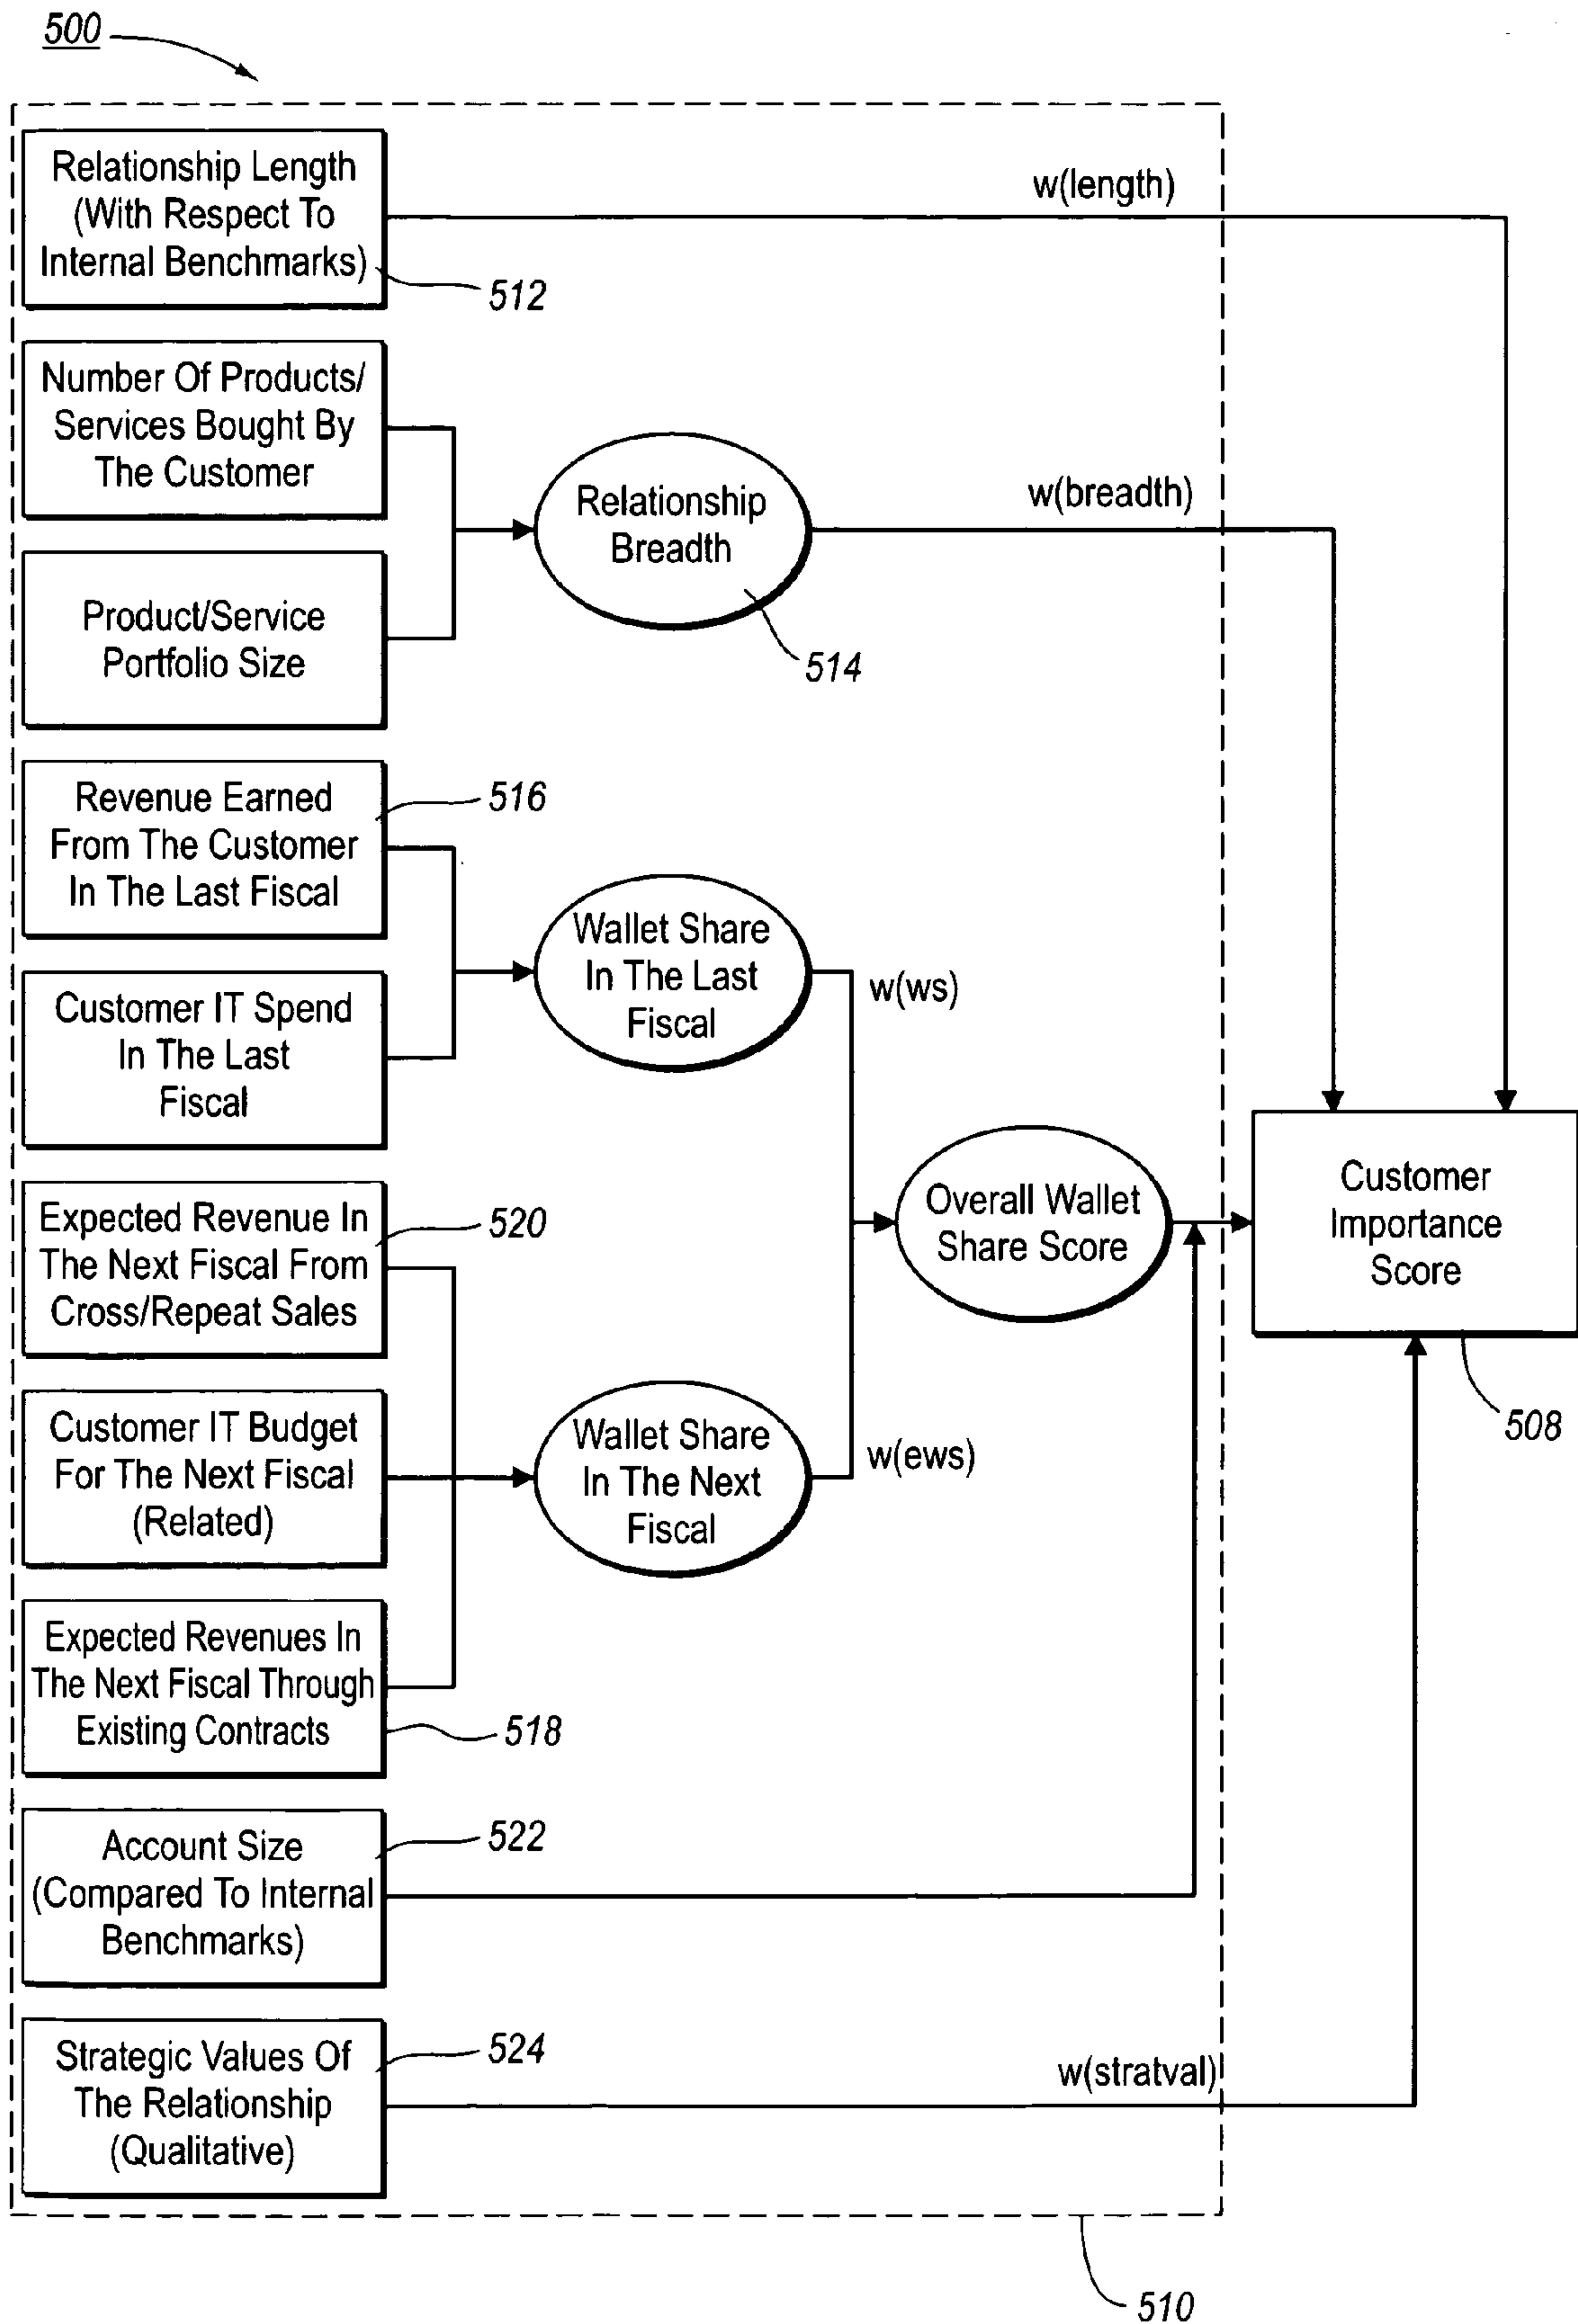 500
Relationship Length
(With Respect To
Internal Benchmarks)
512
w(length)
Number Of Products/
Services Bought By
The Customer
Product/Service
Portfolio Size
Relationship
Breadth
514
w(breadth)
Revenue Earned
From The Customer
In The Last Fiscal
516
Customer IT Spend
In The Last
Fiscal
Wallet Share
In The Last
Fiscal
w(ws)
Expected Revenue In
The Next Fiscal From
Cross/Repeat Sales
520
Customer IT Budget
For The Next Fiscal
(Related)
Expected Revenues In
The Next Fiscal Through
Existing Contracts
518
Wallet Share
In The Next
Fiscal
w(ews)
Overall Wallet
Share Score
Customer
Importance
Score
508
Account Size
(Compared To Internal
Benchmarks)
522
Strategic Values Of
The Relationship
(Qualitative)
524
w(stratval)
510